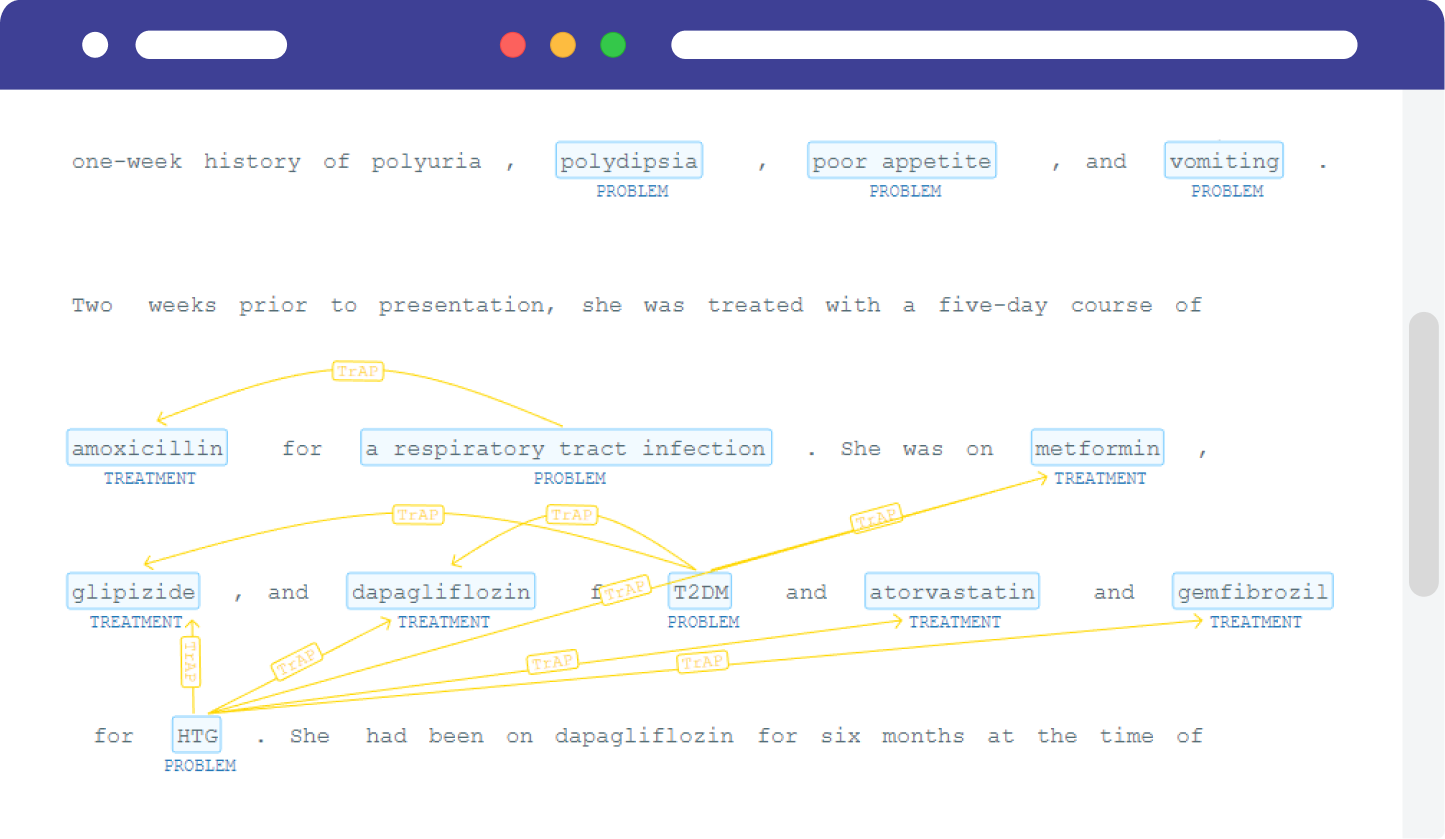 one-week history of polyuria , polydipsia , poor appetite , and vomiting .
PROBLEM PROBLEM PROBLEM
Two weeks prior to presentation, she was treated with a five-day course of
TrAP
amoxicillin for a respiratory tract infection . She was on metformin ,
TREATMENT PROBLEM TREATMENT
TrAP TrAP TrAP
glipizide , and dapagliflozin f TrAP T2DM and atorvastatin and gemfibrozil
TREATMENT TREATMENT PROBLEM TREATMENT TREATMENT
TrAP TrAP TrAP TrAP
for HTG . She had been on dapagliflozin for six months at the time of
PROBLEM